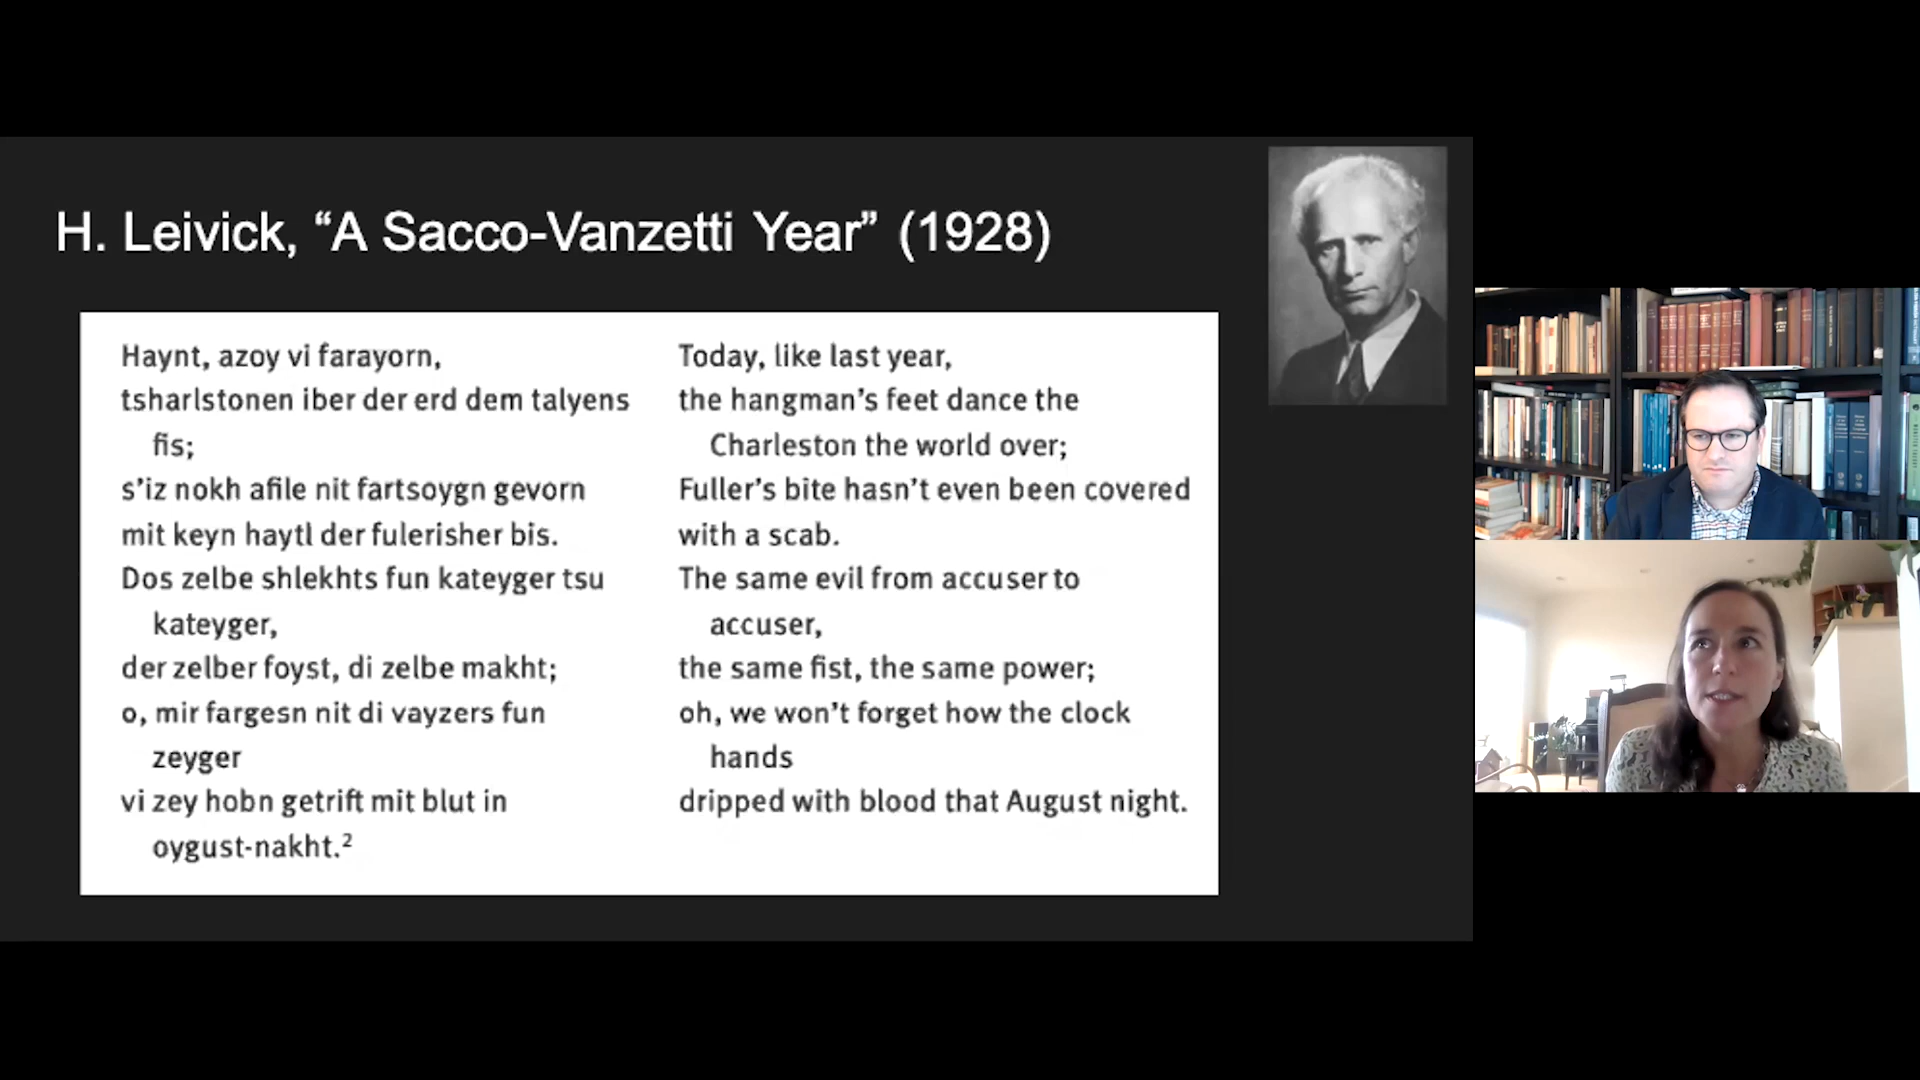 H. Leivick, “A Sacco-Vanzetti Year” (1928)
Haynt, azoy vi farayorn,
tsharlstonen iber der erd dem talyens
fis;
s’iz nokh afile nit fartsoygn gevorn
mit keyn haytl der fulerisher bis.
Dos zelbe shlekhts fun kateyger tsu
kateyger,
der zelber foyst, di zelbe makht;
o, mir fargesn nit di vayzers fun
zeyger
vi zey hobn getrift mit blut in
oygust-nakht.²
Today, like last year,
the hangman’s feet dance the
Charleston the world over;
Fuller’s bite hasn’t even been covered
with a scab.
The same evil from accuser to
accuser,
the same fist, the same power;
oh, we won’t forget how the clock
hands
dripped with blood that August night.